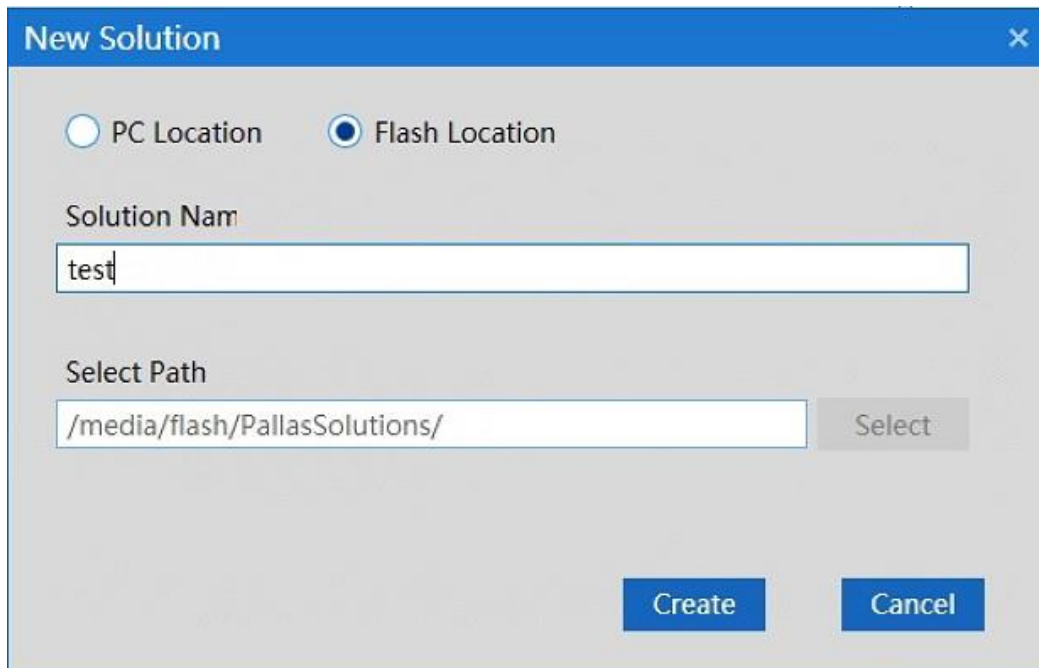 New Solution
PC Location Flash Location
Solution Nam
test
Select Path
/media/flash/PallasSolutions/ Select
Create Cancel